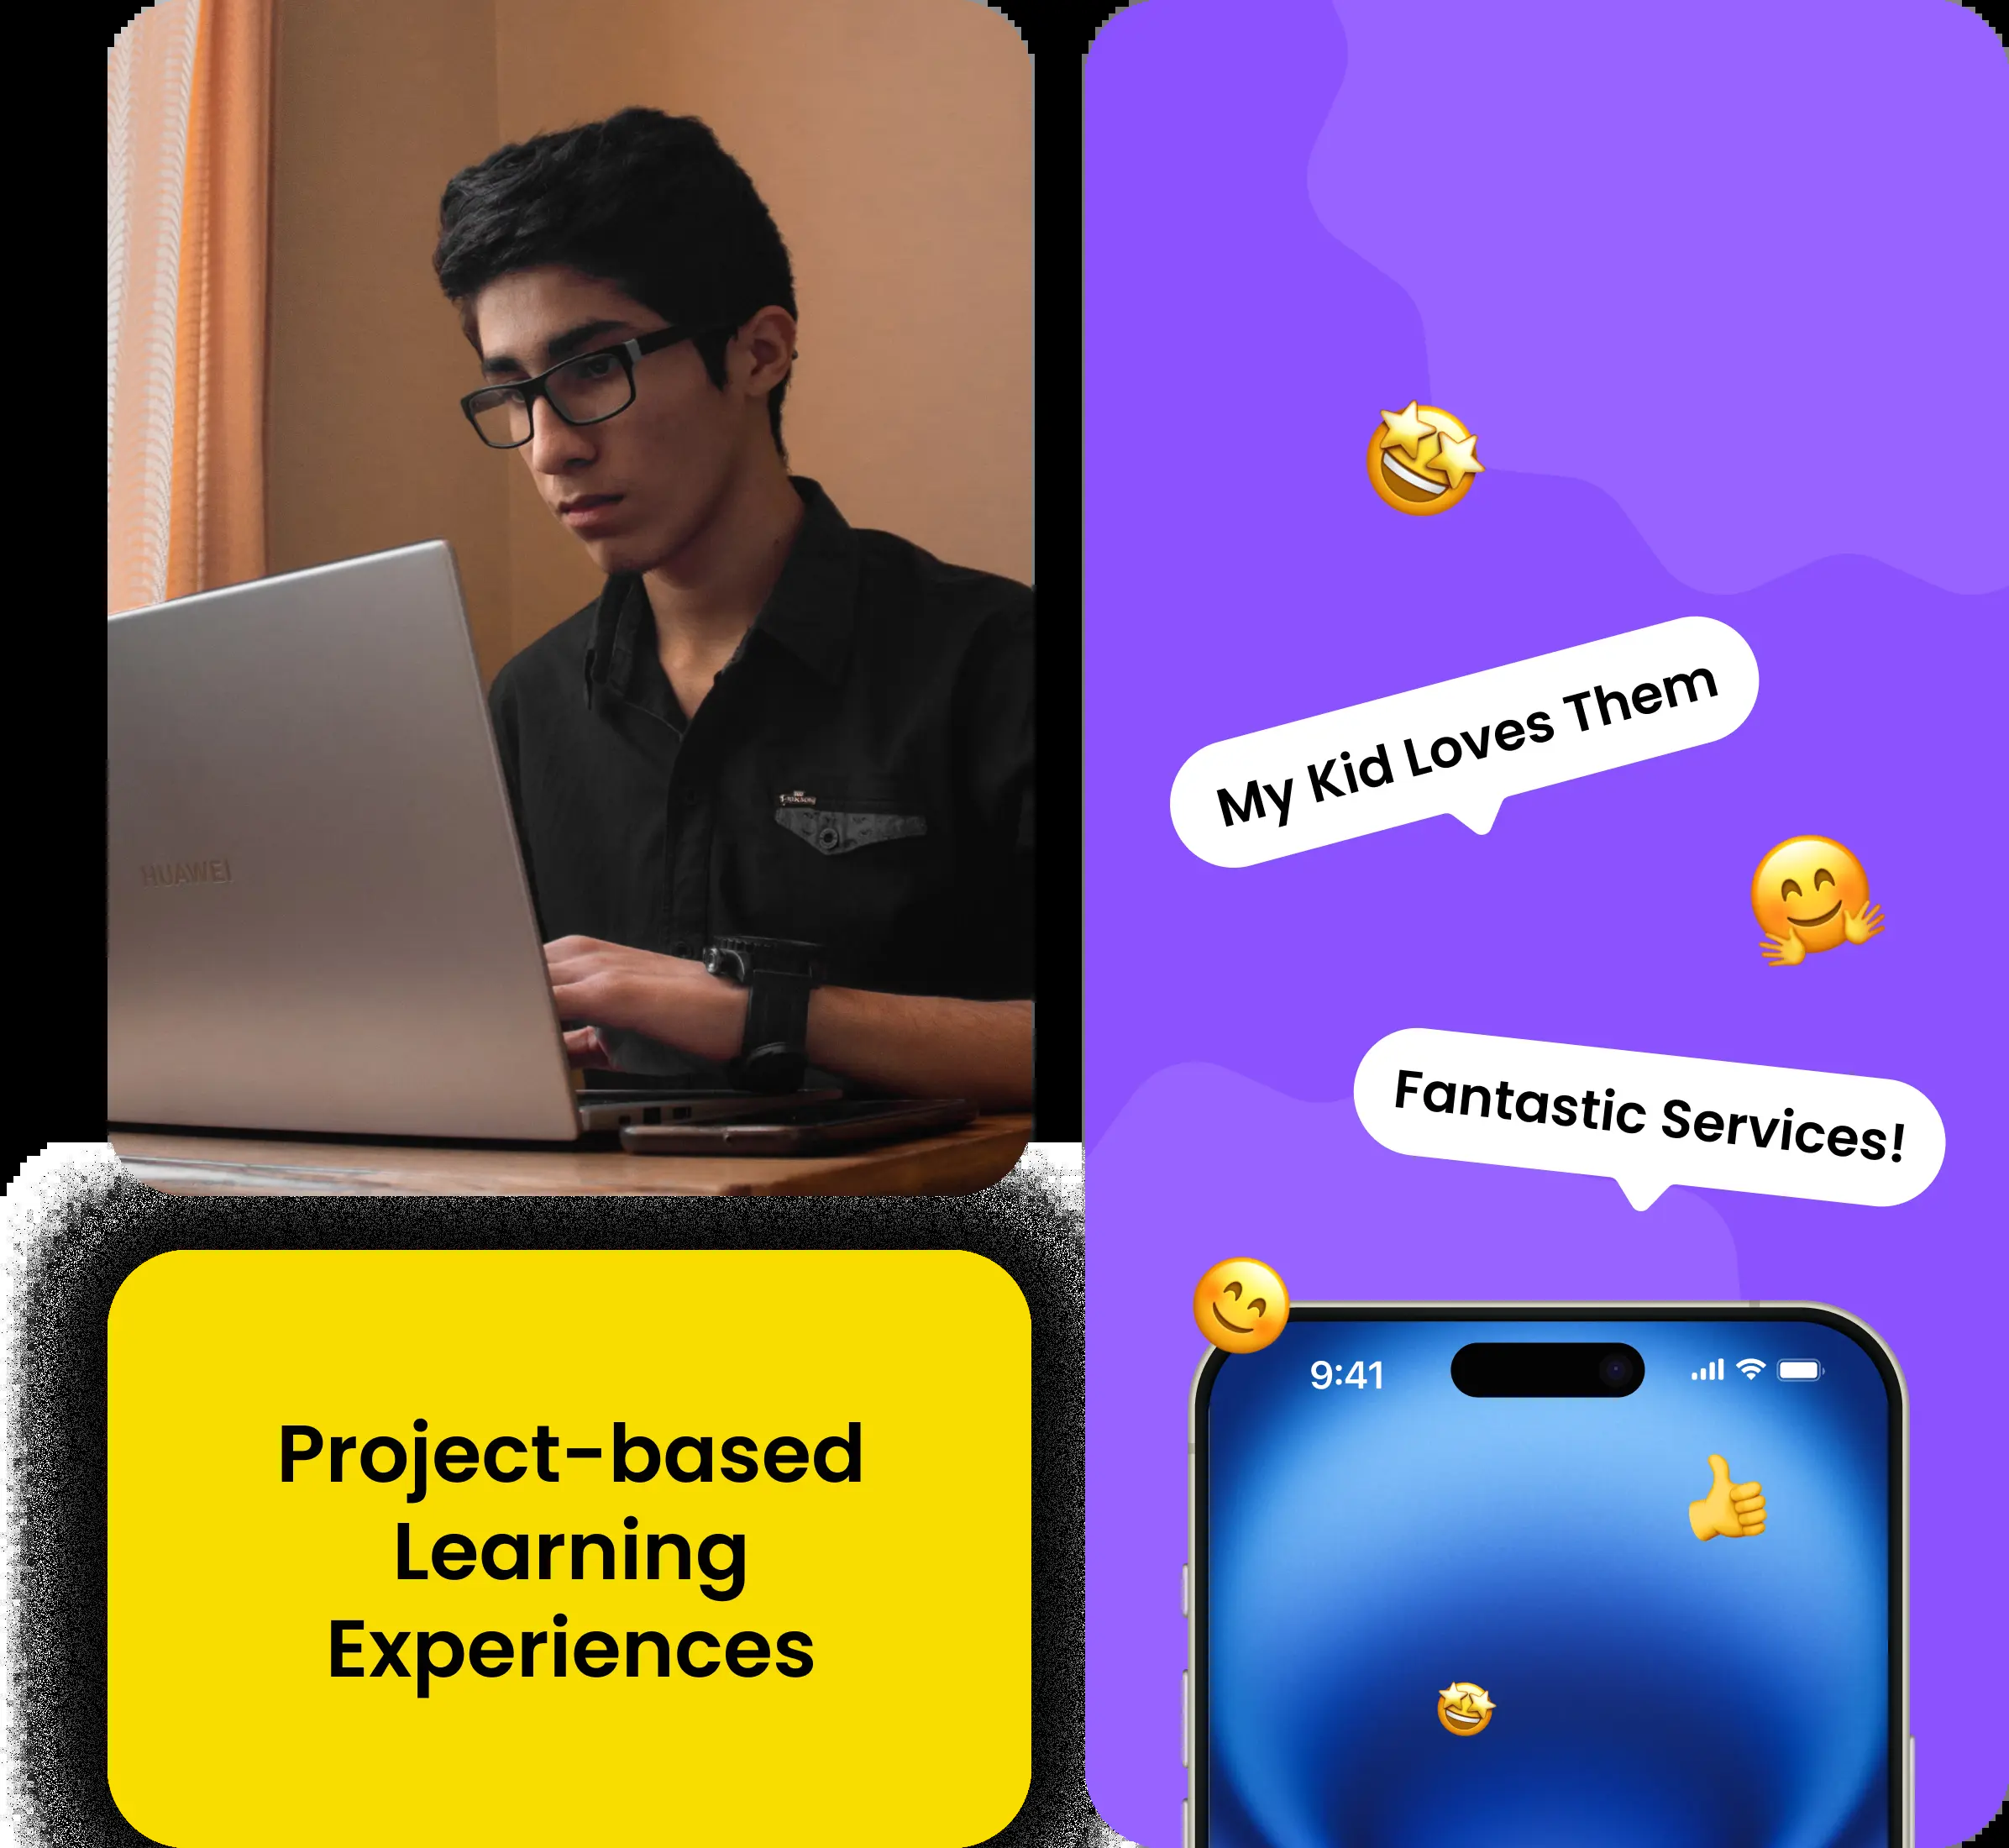 HUAWEI
Project-based
Learning
Experiences
My Kid Loves Them
Fantastic Services!
9:41